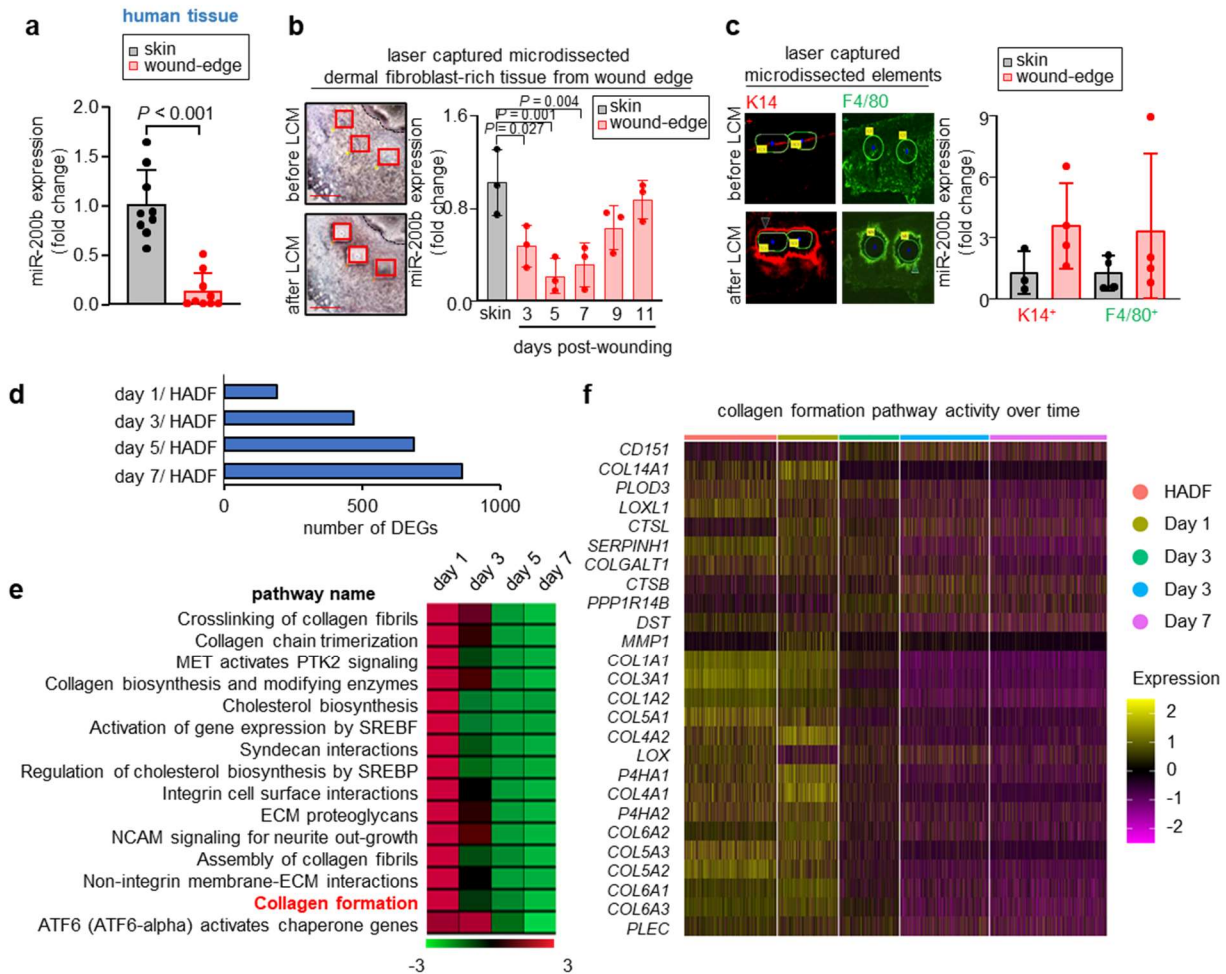 a
human tissue
skin
wound-edge
P < 0.001
miR-200b expression
(fold change)
2.0
1.5
1.0
0.5
0.0
b
laser captured microdissected
dermal fibroblast-rich tissue from wound edge
before LCM
after LCM
skin
wound-edge
P = 0.004
P = 0.001
P = 0.027
miR-200b expression
(fold change)
1.6
0.8
0.0
skin 3 5 7 9 11
days post-wounding
c
laser captured
microdissected elements
K14 F4/80
before LCM
after LCM
skin
wound-edge
miR-200b expression
(fold change)
9
6
3
0
K14+ F4/80+
d
day 1/ HADF
day 3/ HADF
day 5/ HADF
day 7/ HADF
0 500 1000
number of DEGs
e
pathway name
day 1 day 3 day 5 day 7
Crosslinking of collagen fibrils
Collagen chain trimerization
MET activates PTK2 signaling
Collagen biosynthesis and modifying enzymes
Cholesterol biosynthesis
Activation of gene expression by SREBF
Syndecan interactions
Regulation of cholesterol biosynthesis by SREBP
Integrin cell surface interactions
ECM proteoglycans
NCAM signaling for neurite out-growth
Assembly of collagen fibrils
Non-integrin membrane-ECM interactions
Collagen formation
ATF6 (ATF6-alpha) activates chaperone genes
-3 3
f
collagen formation pathway activity over time
CD151
COL14A1
PLOD3
LOXL1
CTSL
SERPINH1
COLGALT1
CTSB
PPP1R14B
DST
MMP1
COL1A1
COL3A1
COL1A2
COL5A1
COL4A2
LOX
P4HA1
COL4A1
P4HA2
COL6A2
COL5A3
COL5A2
COL6A1
COL6A3
PLEC
HADF
Day 1
Day 3
Day 3
Day 7
Expression
2
1
0
-1
-2